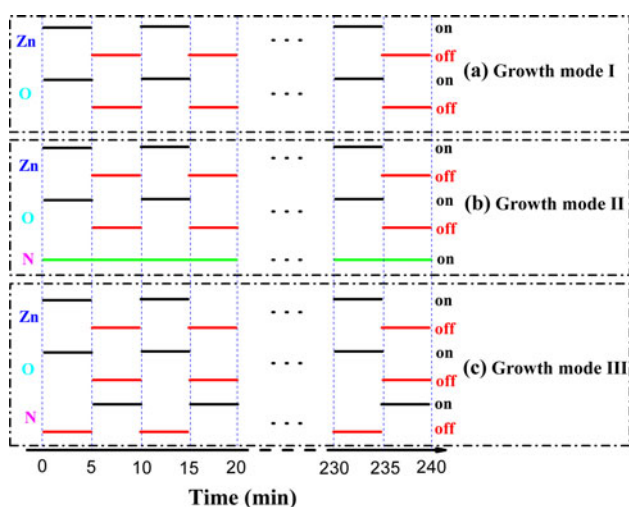 Zn on
off
O on
off
(a) Growth mode I
Zn on
off
O on
off
N on
(b) Growth mode II
Zn on
off
O on
off
N on
off
(c) Growth mode III
0 5 10 15 20 230 235 240
Time (min)